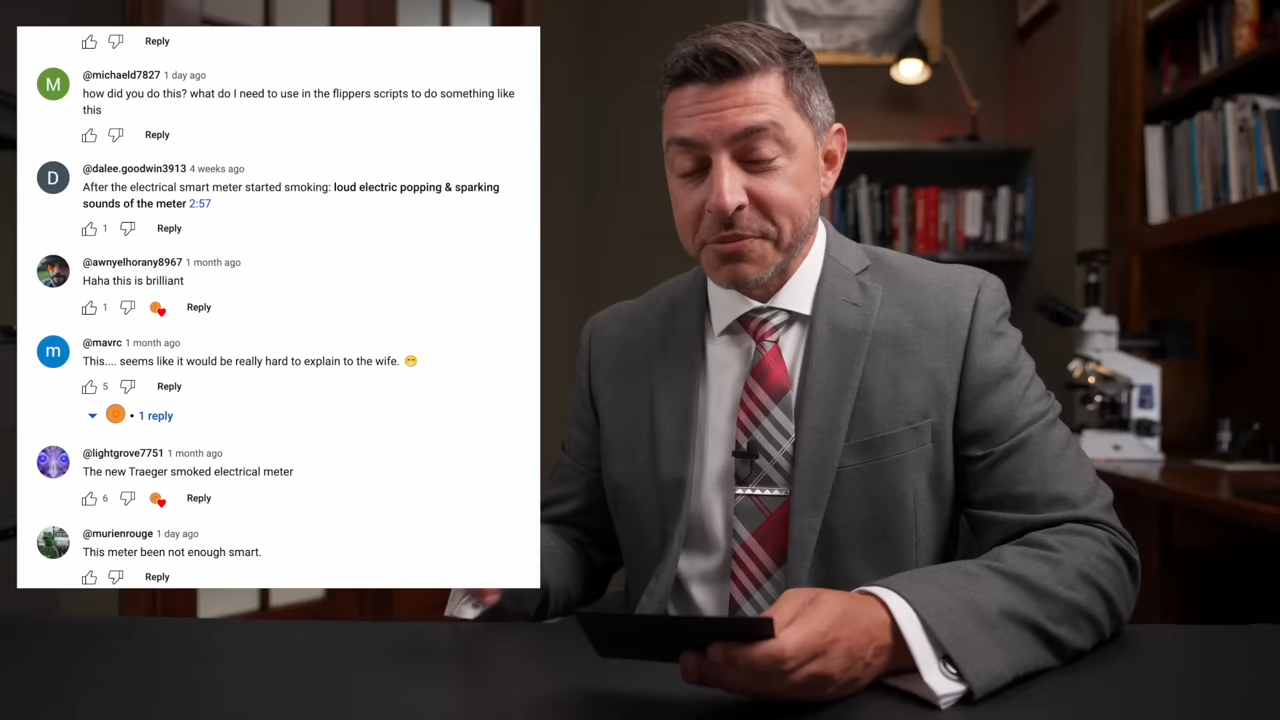 Reply
M
@michaeld7827 1 day ago
how did you do this? what do I need to use in the flippers scripts to do something like
this
Reply
D
@dalee.goodwin3913 4 weeks ago
After the electrical smart meter started smoking: loud electric popping & sparking
sounds of the meter 2:57
1 Reply
@awnyelhorany8967 1 month ago
Haha this is brilliant
1 Reply
m
@mavrc 1 month ago
This.... seems like it would be really hard to explain to the wife. 😁
5 Reply
• 1 reply
@lightgrove7751 1 month ago
The new Traeger smoked electrical meter
6 Reply
@murienrouge 1 day ago
This meter been not enough smart.
Reply